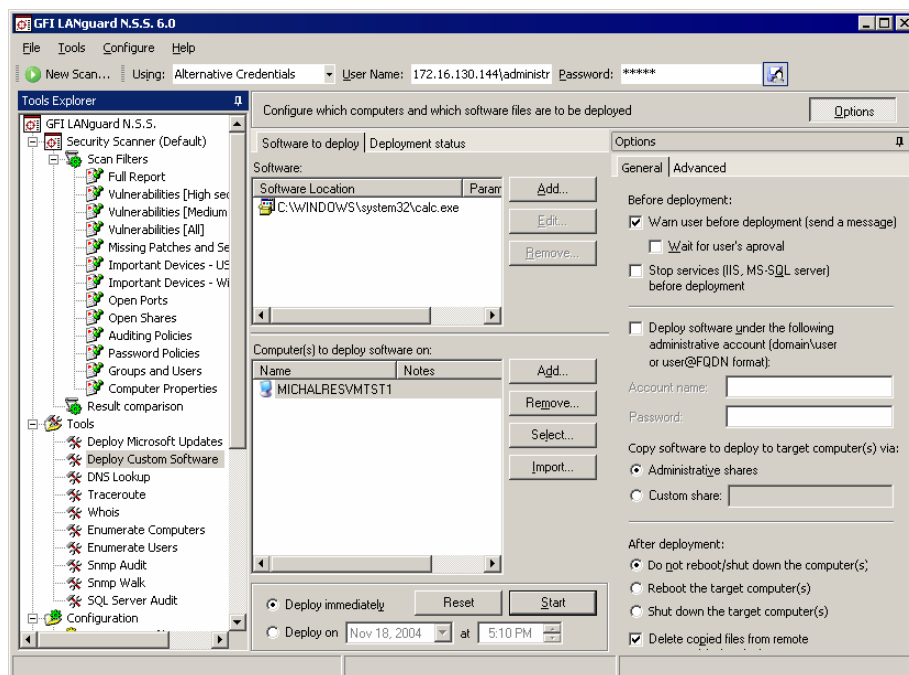 GFI LANguard N.S.S. 6.0
File Tools Configure Help
New Scan... Using: Alternative Credentials User Name: 172.16.130.144\administr Password: *****
Tools Explorer
GFI LANguard N.S.S.
Security Scanner (Default)
Scan Filters
Full Report
Vulnerabilities [High sec
Vulnerabilities [Medium
Vulnerabilities [All]
Missing Patches and Se
Important Devices - US
Important Devices - Wi
Open Ports
Open Shares
Auditing Policies
Password Policies
Groups and Users
Computer Properties
Result comparison
Tools
Deploy Microsoft Updates
Deploy Custom Software
DNS Lookup
Traceroute
Whois
Enumerate Computers
Enumerate Users
Snmp Audit
Snmp Walk
SQL Server Audit
Configuration
Configure which computers and which software files are to be deployed
Options
Software to deploy Deployment status
Software:
Software Location Param
C:\WINDOWS\system32\calc.exe
Add...
Edit...
Remove...
Computer(s) to deploy software on:
Name Notes
MICHALRESVMTST1
Add...
Remove...
Select...
Import...
Deploy immediately Reset Start
Deploy on Nov 18, 2004 at 5:10 PM
Options
General Advanced
Before deployment:
Warn user before deployment (send a message)
Wait for user's aproval
Stop services (IIS, MS-SQL server)
before deployment
Deploy software under the following
administrative account (domain\user
or user@FQDN format):
Account name:
Password:
Copy software to deploy to target computer(s) via:
Administrative shares
Custom share:
After deployment:
Do not reboot/shut down the computer(s)
Reboot the target computer(s)
Shut down the target computer(s)
Delete copied files from remote